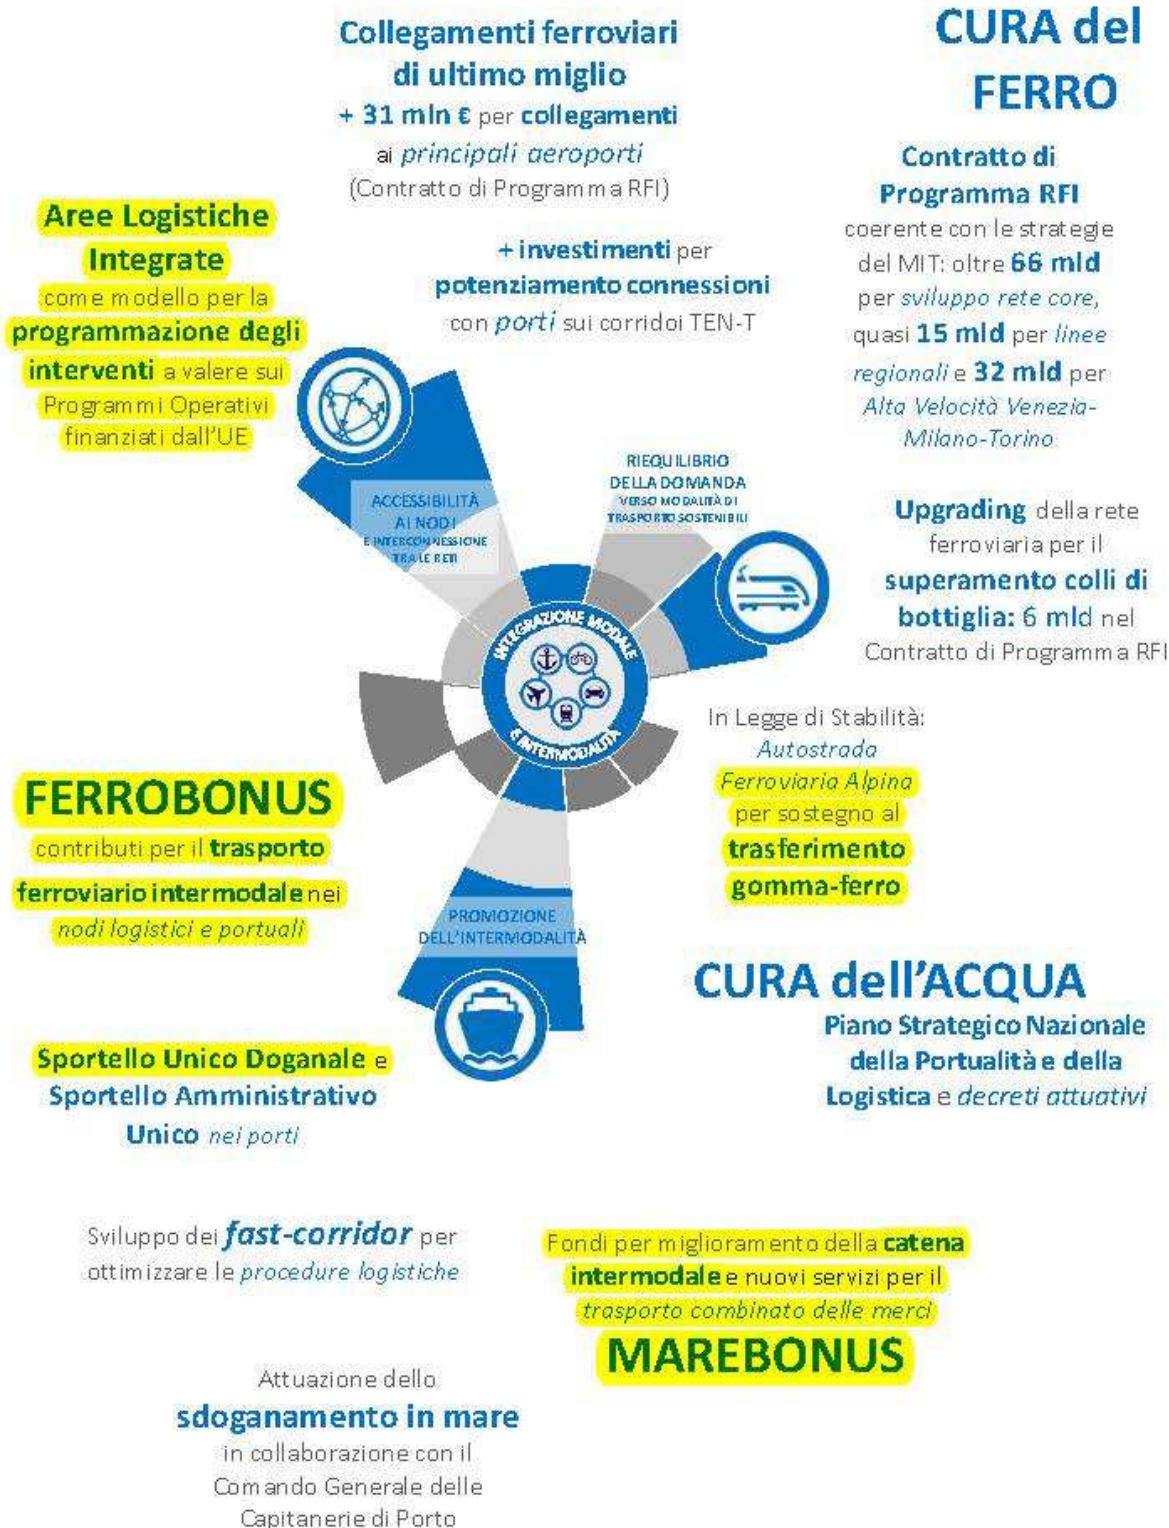 Collegamenti ferroviari
di ultimo miglio
+ 31 mln € per collegamenti
ai principali aeroporti
(Contratto di Programma RFI)
+ investimenti per
potenziamento connessioni
con porti sui corridoi TEN-T
CURA del
FERRO
Contratto di
Programma RFI
coerente con le strategie
del MIT: oltre 66 mld
per sviluppo rete core,
quasi 15 mld per linee
regionali e 32 mld per
Alta Velocità Venezia-
Milano-Torino
Upgrading della rete
ferroviaria per il
superamento colli di
bottiglia: 6 mld nel
Contratto di Programma RFI
Aree Logistiche
Integrate
come modello per la
programmazione degli
interventi a valere sui
Programmi Operativi
finanziati dall'UE
ACCESSIBILITÀ
AI NODI
E INTERCONNESSIONE
TRA LE RETI
RIEQUILIBRIO
DELLA DOMANDA
VERSO MODALITÀ DI
TRASPORTO SOSTENIBILI
INTEGRAZIONE MODALE
E INTERMODALITÀ
In Legge di Stabilità:
Autostrada
Ferroviaria Alpina
per sostegno al
trasferimento
gomma-ferro
FERROBONUS
contributi per il trasporto
ferroviario intermodale nei
nodi logistici e portuali
PROMOZIONE
DELL'INTERMODALITÀ
CURA dell'ACQUA
Piano Strategico Nazionale
della Portualità e della
Logistica e decreti attuativi
Sportello Unico Doganale e
Sportello Amministrativo
Unico nei porti
Sviluppo dei fast-corridor per
ottimizzare le procedure logistiche
Fondi per miglioramento della catena
intermodale e nuovi servizi per il
trasporto combinato delle merci
MAREBONUS
Attuazione dello
sdoganamento in mare
in collaborazione con il
Comando Generale delle
Capitanerie di Porto